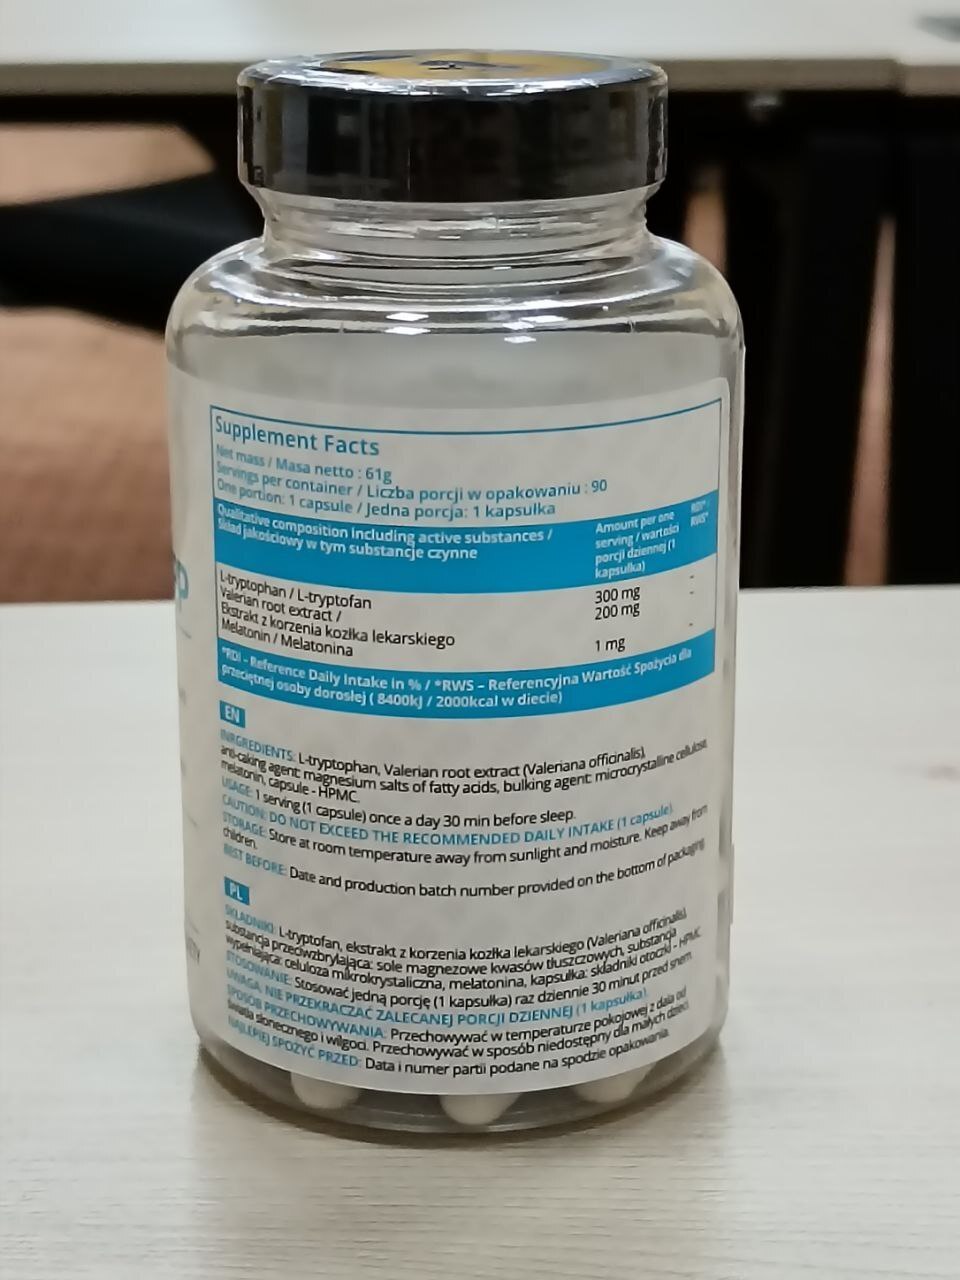 Supplement Facts
Net mass / Masa netto : 61g
Servings per container / Liczba porcji w opakowaniu : 90
One portion: 1 capsule / Jedna porcja: 1 kapsułka
Qualitative composition including active substances /
Skład jakościowy w tym substancje czynne
Amount per one
serving / wartości
porcji dziennej (1
kapsułka)
RDI* /
RWS*
L-tryptophan / L-tryptofan 300 mg -
Valerian root extract / 200 mg -
Ekstrakt z korzenia kozłka lekarskiego
Melatonin / Melatonina 1 mg -
*RDI – Reference Daily Intake in % / *RWS – Referencyjna Wartość Spożycia dla
przeciętnej osoby dorosłej ( 8400kJ / 2000kcal w diecie)
EN
INRGREDIENTS: L-tryptophan, Valerian root extract (Valeriana officinalis),
anti-caking agent: magnesium salts of fatty acids, bulking agent: microcrystalline cellulose,
melatonin, capsule - HPMC.
USAGE: 1 serving (1 capsule) once a day 30 min before sleep.
CAUTION: DO NOT EXCEED THE RECOMMENDED DAILY INTAKE (1 capsule).
STORAGE: Store at room temperature away from sunlight and moisture. Keep away from
children.
BEST BEFORE: Date and production batch number provided on the bottom of packaging.
PL
SKŁADNIKI: L-tryptofan, ekstrakt z korzenia kozłka lekarskiego (Valeriana officinalis),
substancja przeciwzbrylająca: sole magnezowe kwasów tłuszczowych, substancja
wypełniająca: celuloza mikrokrystaliczna, melatonina, kapsułka: składniki otoczki - HPMC.
STOSOWANIE: Stosować jedną porcję (1 kapsułka) raz dziennie 30 minut przed snem.
UWAGA: NIE PRZEKRACZAĆ ZALECANEJ PORCJI DZIENNEJ (1 kapsułka).
SPOSÓB PRZECHOWYWANIA: Przechowywać w temperaturze pokojowej z dala od
światła słonecznego i wilgoci. Przechowywać w sposób niedostępny dla małych dzieci.
NAJLEPIEJ SPOŻYĆ PRZED: Data i numer partii podane na spodzie opakowania.